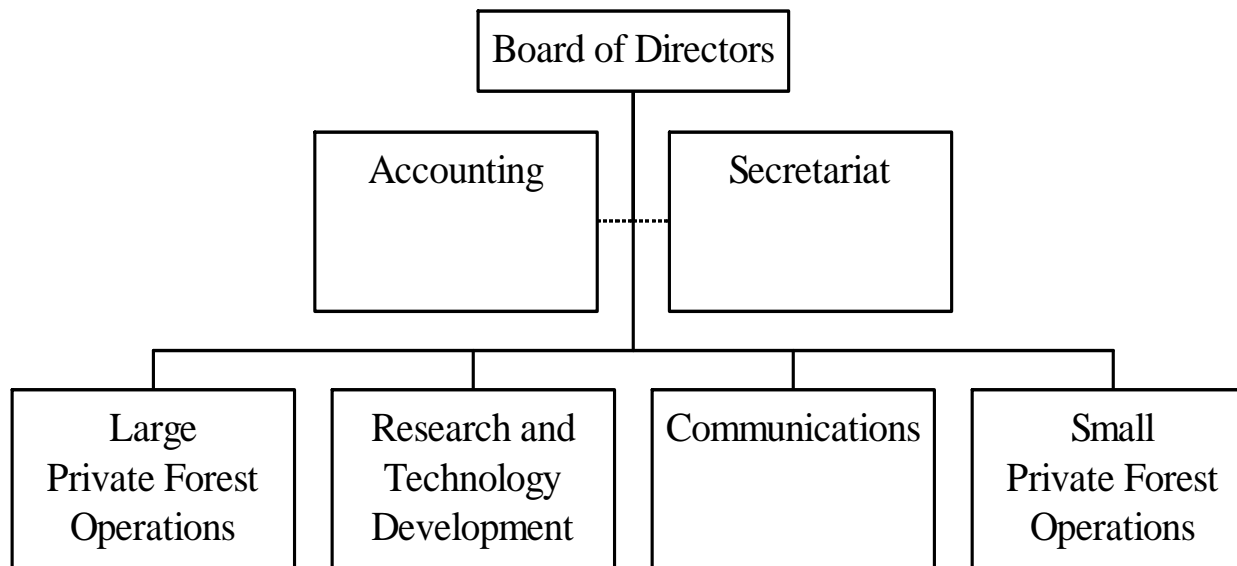 Board of Directors
Accounting
Secretariat
Large
Private Forest
Operations
Research and
Technology
Development
Communications
Small
Private Forest
Operations